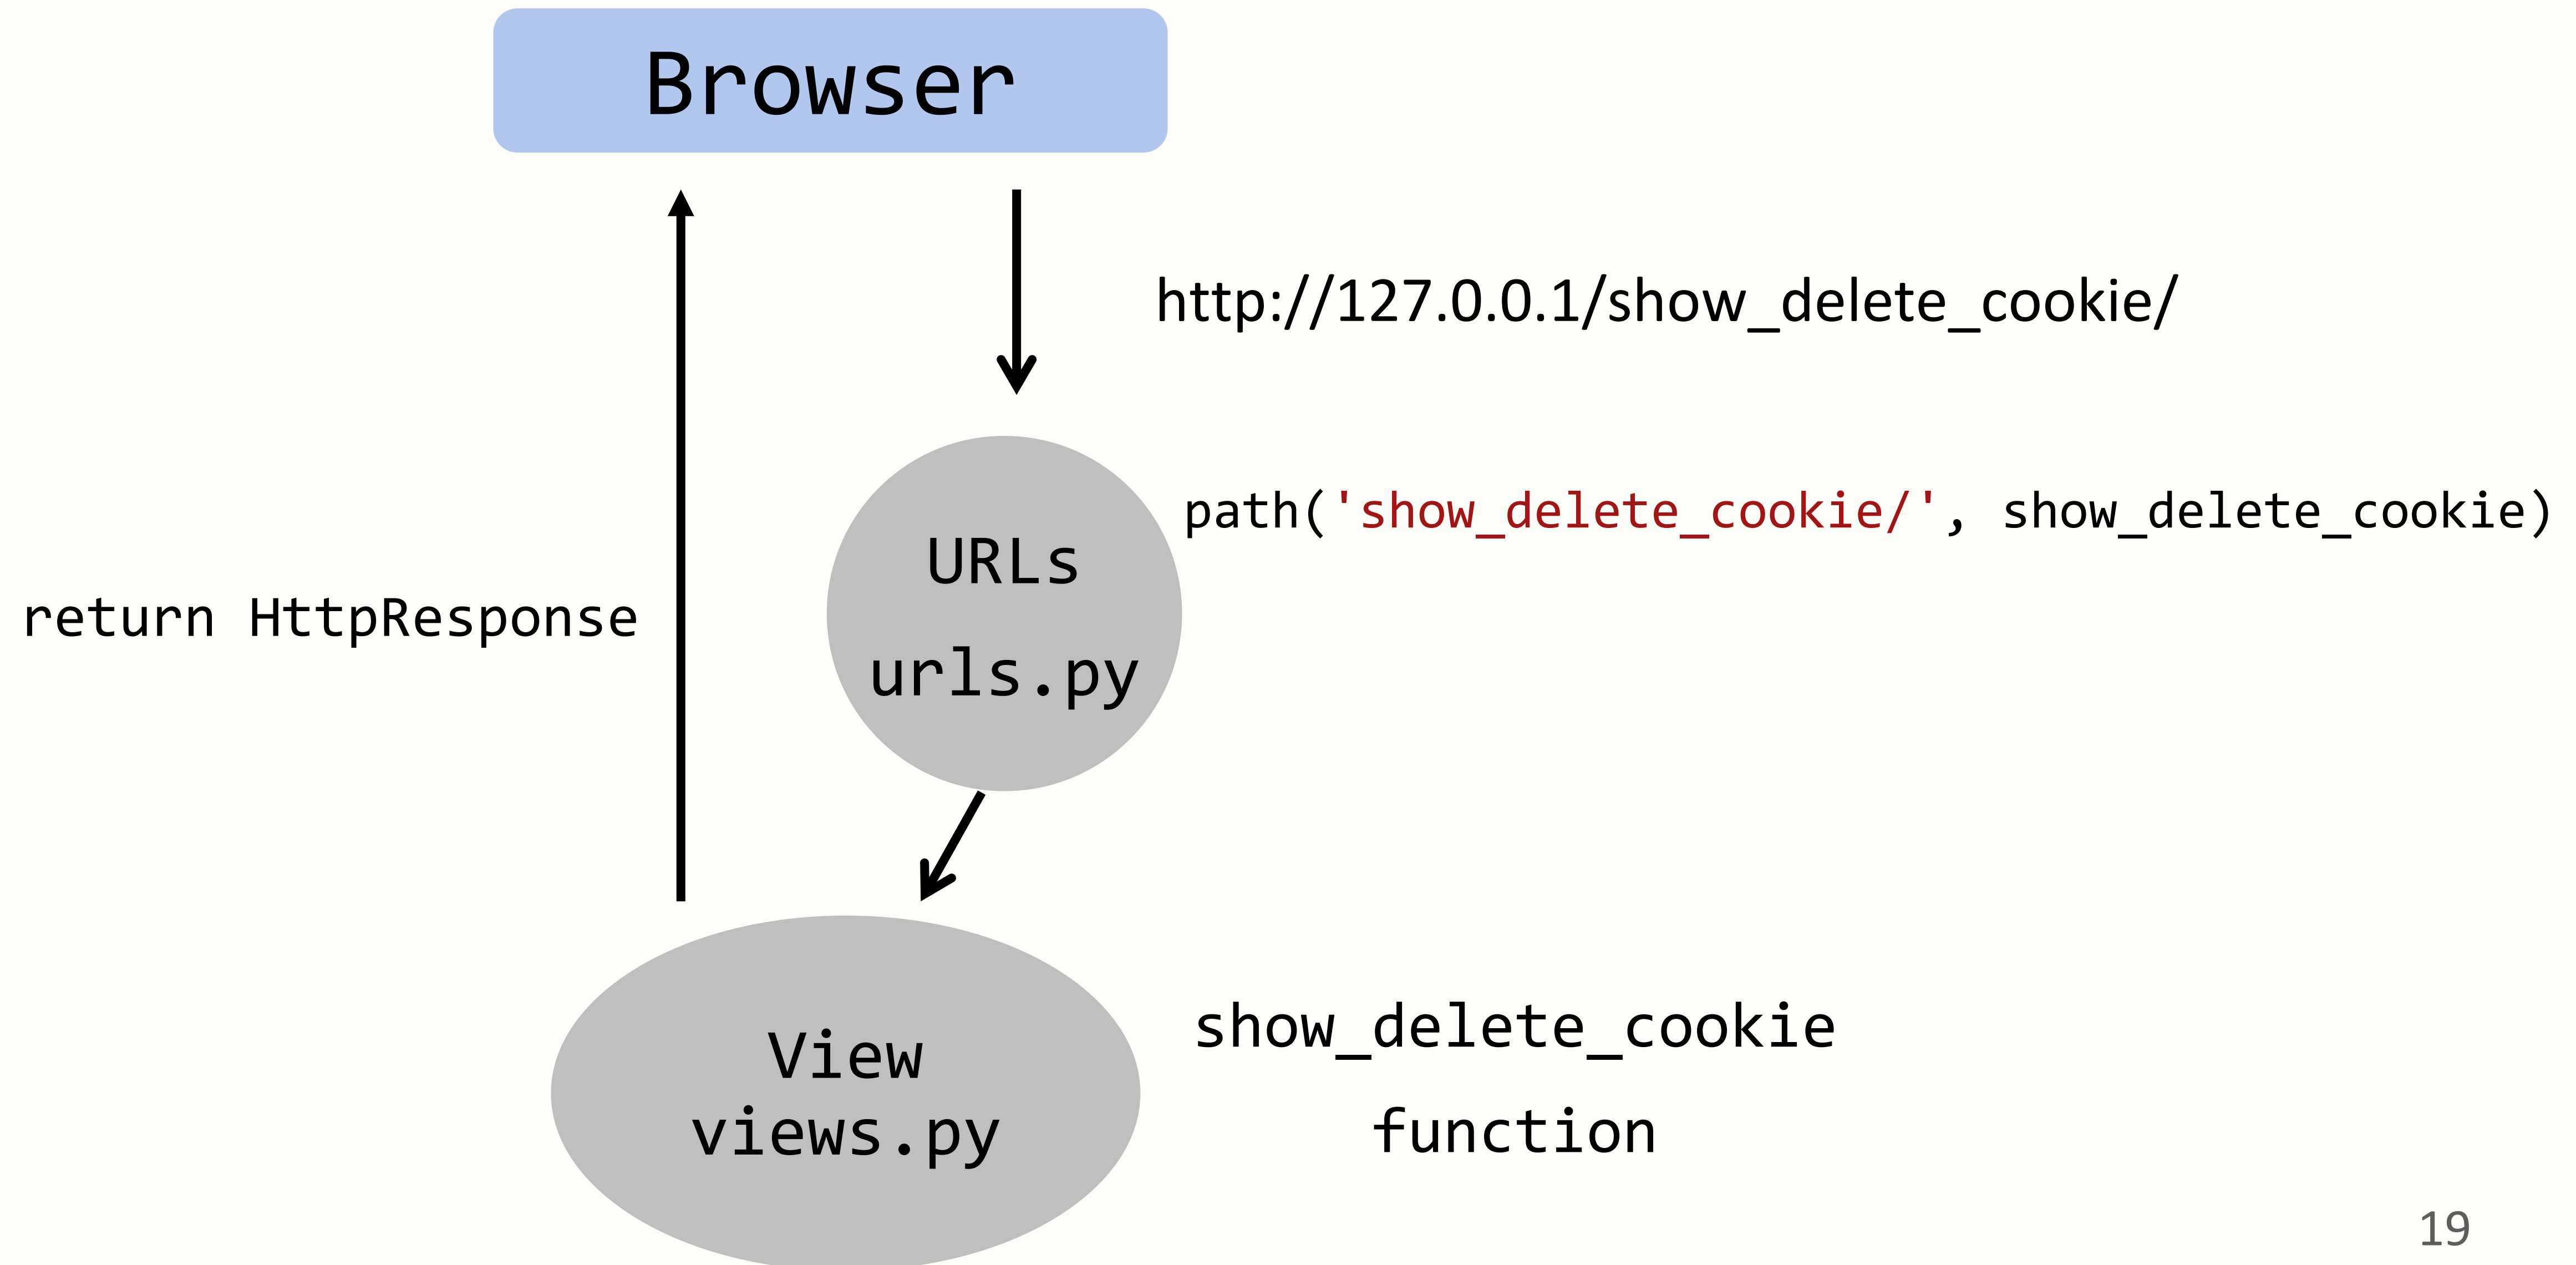 Browser
http://127.0.0.1/show_delete_cookie/
path('show_delete_cookie/', show_delete_cookie)
URLs
urls.py
return HttpResponse
View
views.py
show_delete_cookie
function
19